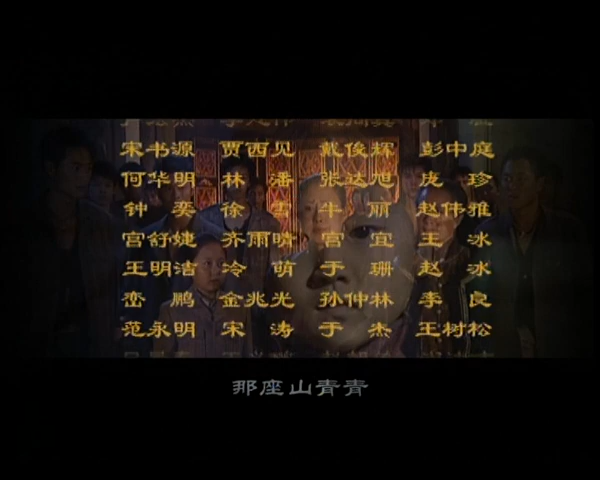 宋书源 贾西见 戴俊辉 彭中庭
何华明 林潘 张达旭 庞珍
钟奕 徐雪 牛丽 赵伟雅
宫舒婕 齐雨晴 宫宜 王冰
王明洁 冷萌 于珊 赵冰
峦鹏 金兆光 孙仲林 李良
范永明 宋涛 于杰 王树松
那座山青青